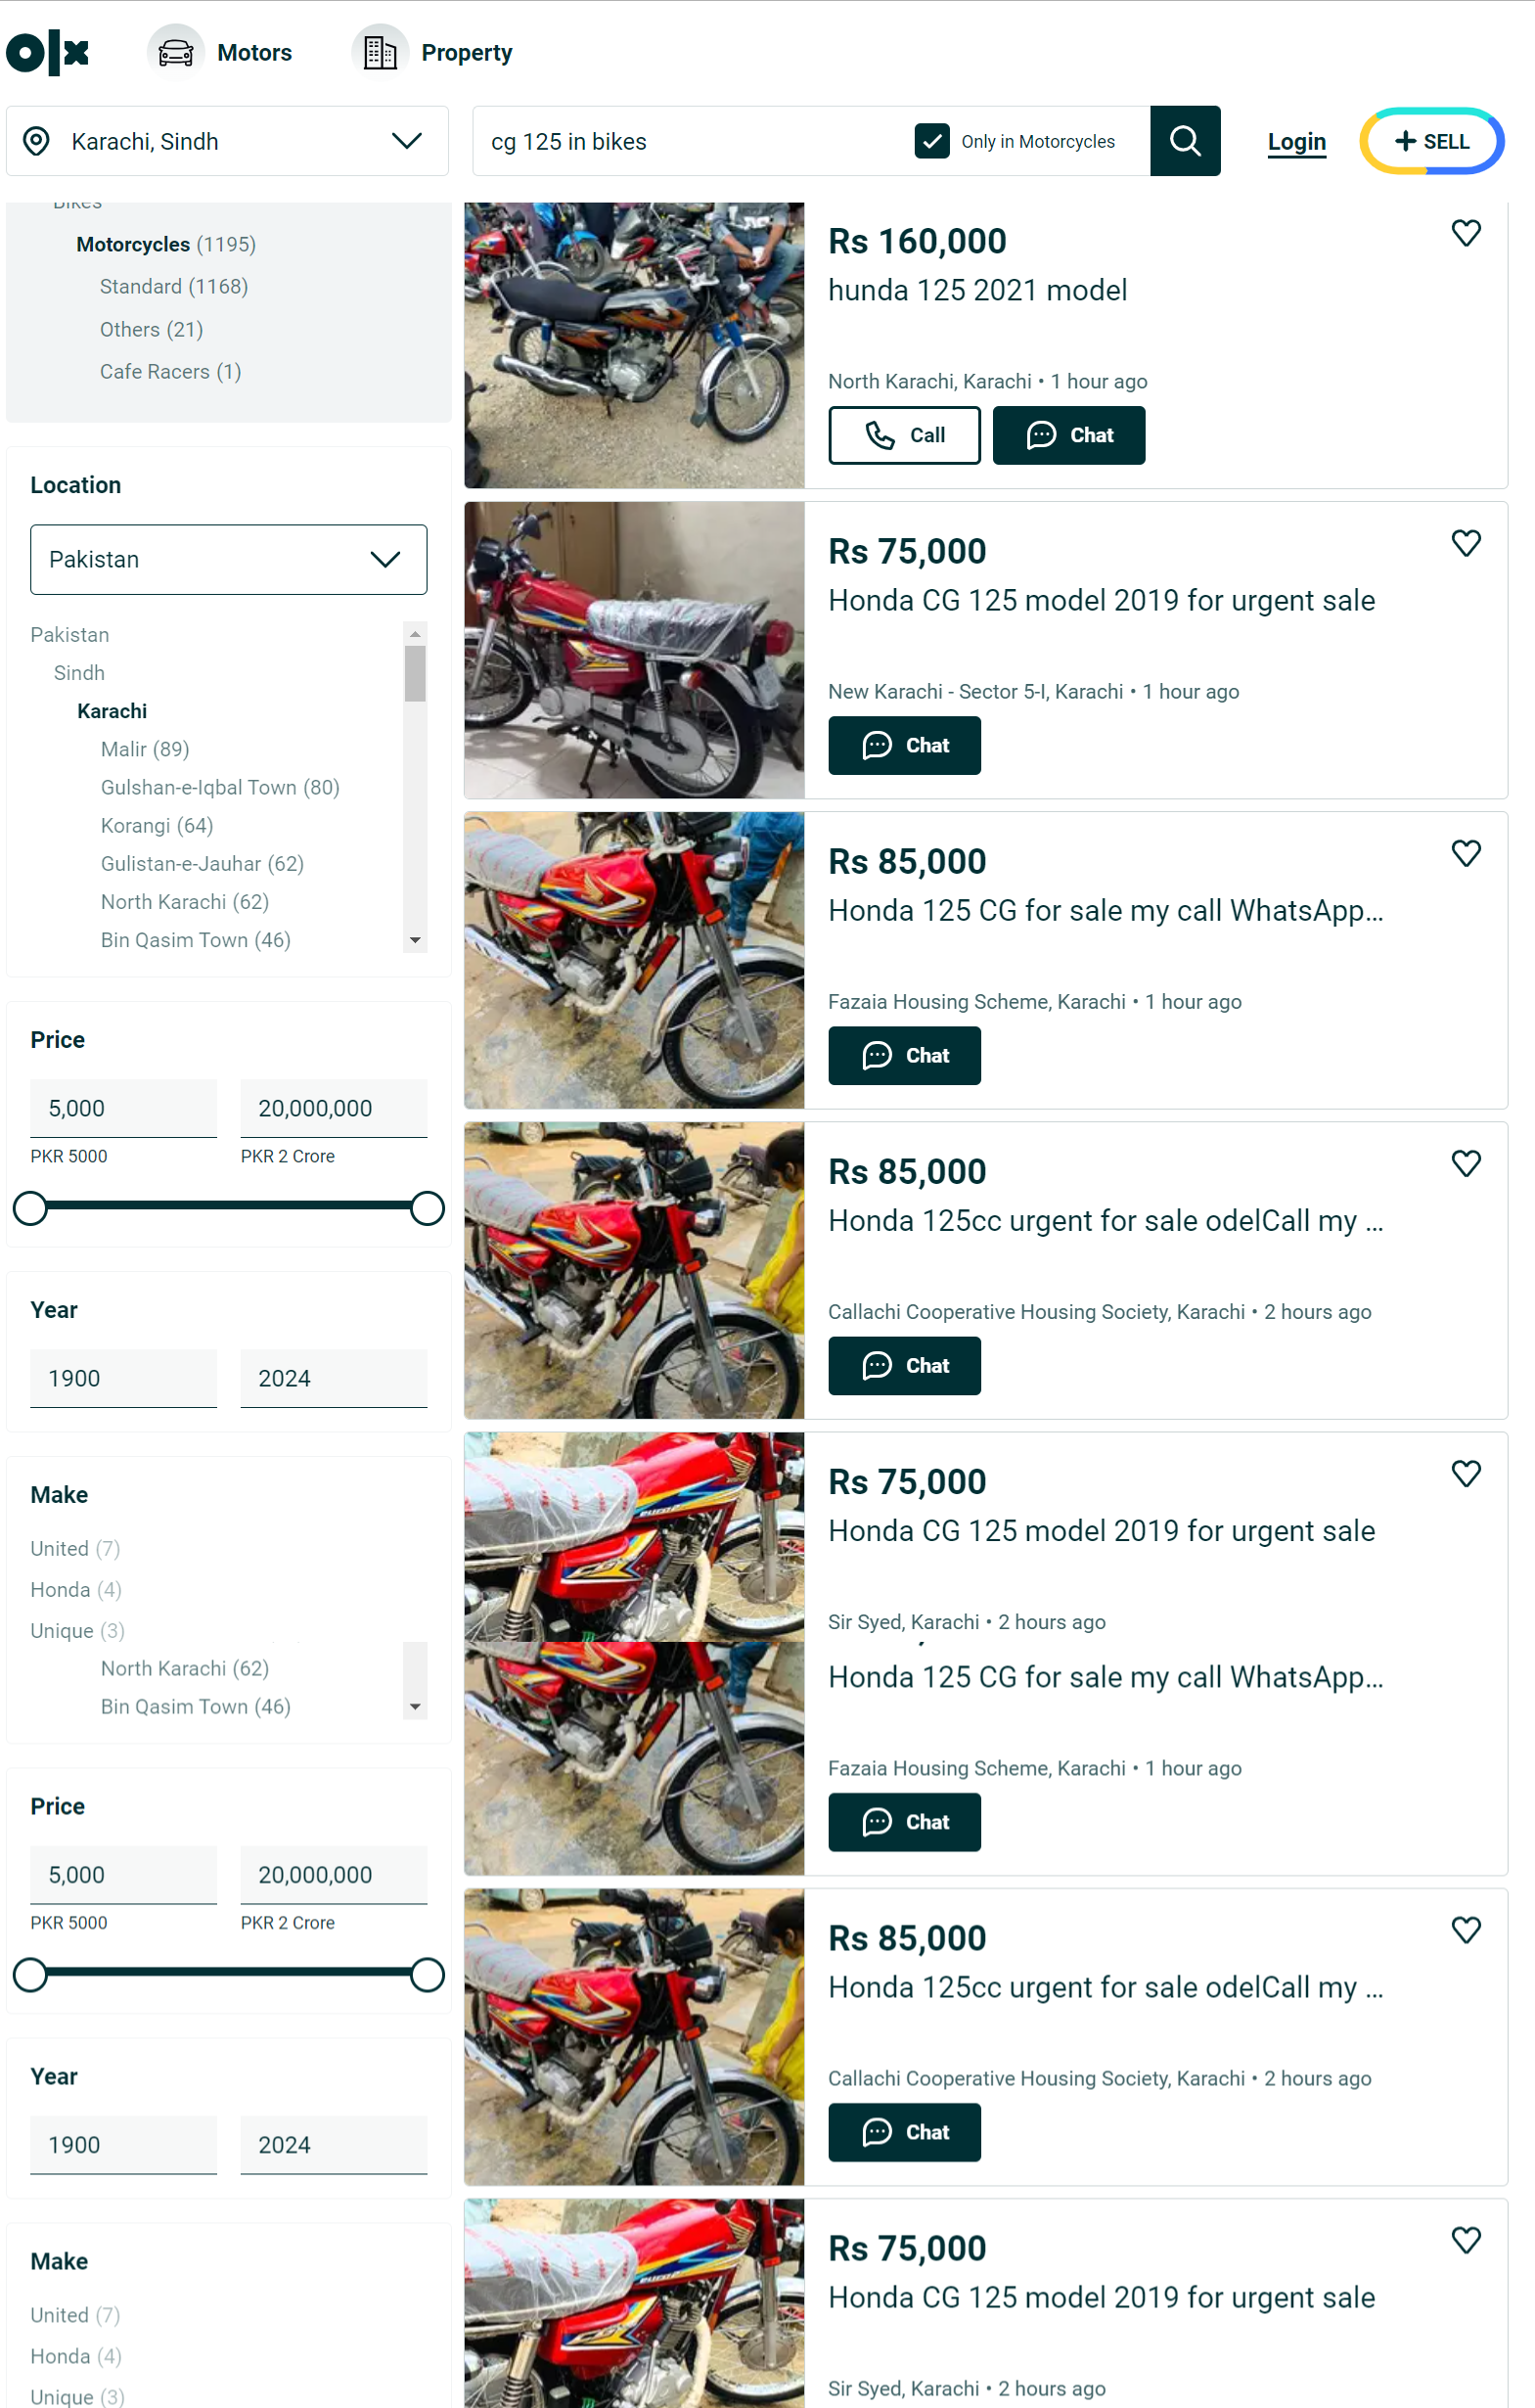 olx
Motors
Property
Karachi, Sindh
cg 125 in bikes
Only in Motorcycles
Login
SELL
Bikes
Motorcycles (1195)
Standard (1168)
Others (21)
Cafe Racers (1)
Location
Pakistan
Pakistan
Sindh
Karachi
Malir (89)
Gulshan-e-Iqbal Town (80)
Korangi (64)
Gulistan-e-Jauhar (62)
North Karachi (62)
Bin Qasim Town (46)
Price
5,000
20,000,000
PKR 5000
PKR 2 Crore
Year
1900
2024
Make
United (7)
Honda (4)
Unique (3)
North Karachi (62)
Bin Qasim Town (46)
Price
5,000
20,000,000
PKR 5000
PKR 2 Crore
Year
1900
2024
Make
United (7)
Honda (4)
Unique (3)
Rs 160,000
hunda 125 2021 model
North Karachi, Karachi • 1 hour ago
Call
Chat
Rs 75,000
Honda CG 125 model 2019 for urgent sale
New Karachi - Sector 5-I, Karachi • 1 hour ago
Chat
Rs 85,000
Honda 125 CG for sale my call WhatsApp...
Fazaia Housing Scheme, Karachi • 1 hour ago
Chat
Rs 85,000
Honda 125cc urgent for sale odelCall my ...
Callachi Cooperative Housing Society, Karachi • 2 hours ago
Chat
Rs 75,000
Honda CG 125 model 2019 for urgent sale
Sir Syed, Karachi • 2 hours ago
Honda 125 CG for sale my call WhatsApp...
Fazaia Housing Scheme, Karachi • 1 hour ago
Chat
Rs 85,000
Honda 125cc urgent for sale odelCall my ...
Callachi Cooperative Housing Society, Karachi • 2 hours ago
Chat
Rs 75,000
Honda CG 125 model 2019 for urgent sale
Sir Syed, Karachi • 2 hours ago